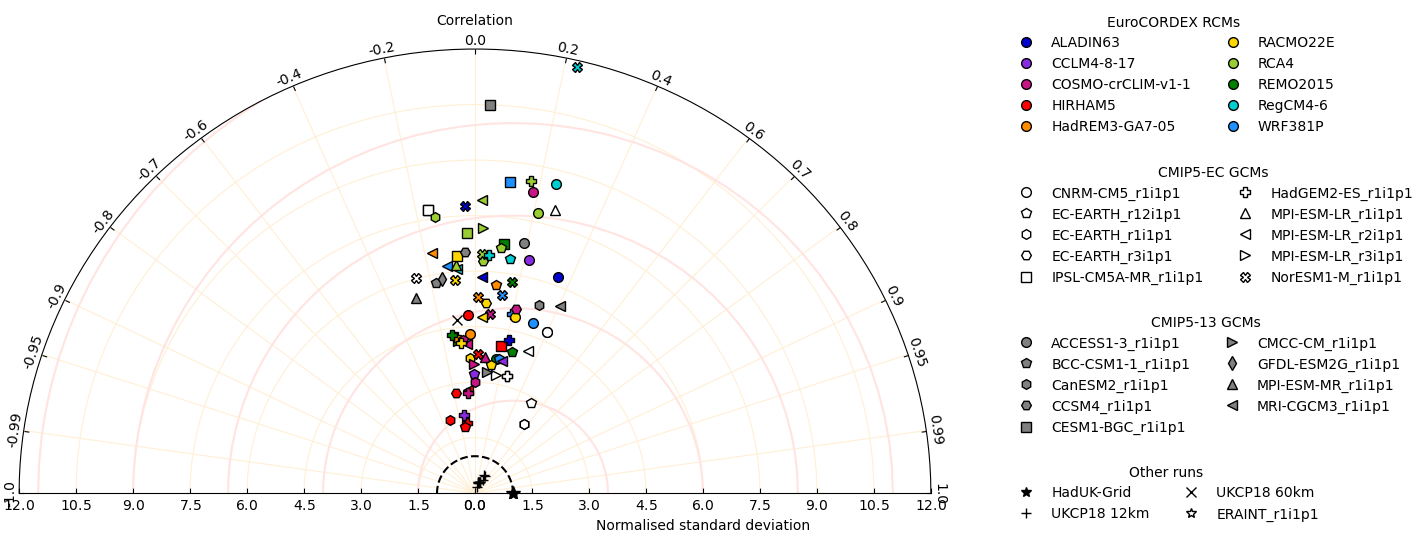 Correlation
-0.2 0.0 0.2
-0.4 0.4
-0.6 0.6
-0.7 0.7
-0.8 0.8
-0.9 0.9
-0.95 0.95
-0.99 0.99
-1.0 1.0
12.0 10.5 9.0 7.5 6.0 4.5 3.0 1.5 0.0 1.5 3.0 4.5 6.0 7.5 9.0 10.5 12.0
Normalised standard deviation
EuroCORDEX RCMs
ALADIN63 RACMO22E
CCLM4-8-17 RCA4
COSMO-crCLIM-v1-1 REMO2015
HIRHAM5 RegCM4-6
HadREM3-GA7-05 WRF381P
CMIP5-EC GCMs
CNRM-CM5_r1i1p1 HadGEM2-ES_r1i1p1
EC-EARTH_r12i1p1 MPI-ESM-LR_r1i1p1
EC-EARTH_r1i1p1 MPI-ESM-LR_r2i1p1
EC-EARTH_r3i1p1 MPI-ESM-LR_r3i1p1
IPSL-CM5A-MR_r1i1p1 NorESM1-M_r1i1p1
CMIP5-13 GCMs
ACCESS1-3_r1i1p1 CMCC-CM_r1i1p1
BCC-CSM1-1_r1i1p1 GFDL-ESM2G_r1i1p1
CanESM2_r1i1p1 MPI-ESM-MR_r1i1p1
CCSM4_r1i1p1 MRI-CGCM3_r1i1p1
CESM1-BGC_r1i1p1
Other runs
HadUK-Grid UKCP18 60km
UKCP18 12km ERAINT_r1i1p1